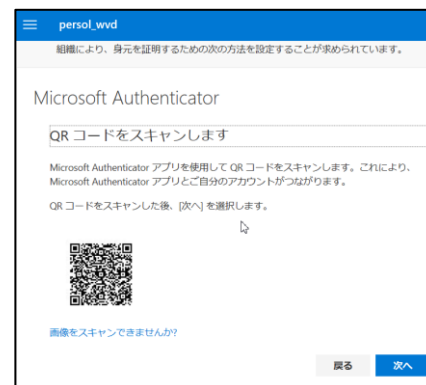 persol_wvd
組織により、身元を証明するための次の方法を設定することが求められています。
Microsoft Authenticator
QR コードをスキャンします
Microsoft Authenticator アプリを使用して QR コードをスキャンします。これにより、
Microsoft Authenticator アプリとご自分のアカウントがつながります。
QR コードをスキャンした後、[次へ] を選択します。
画像をスキャンできませんか?
戻る 次へ